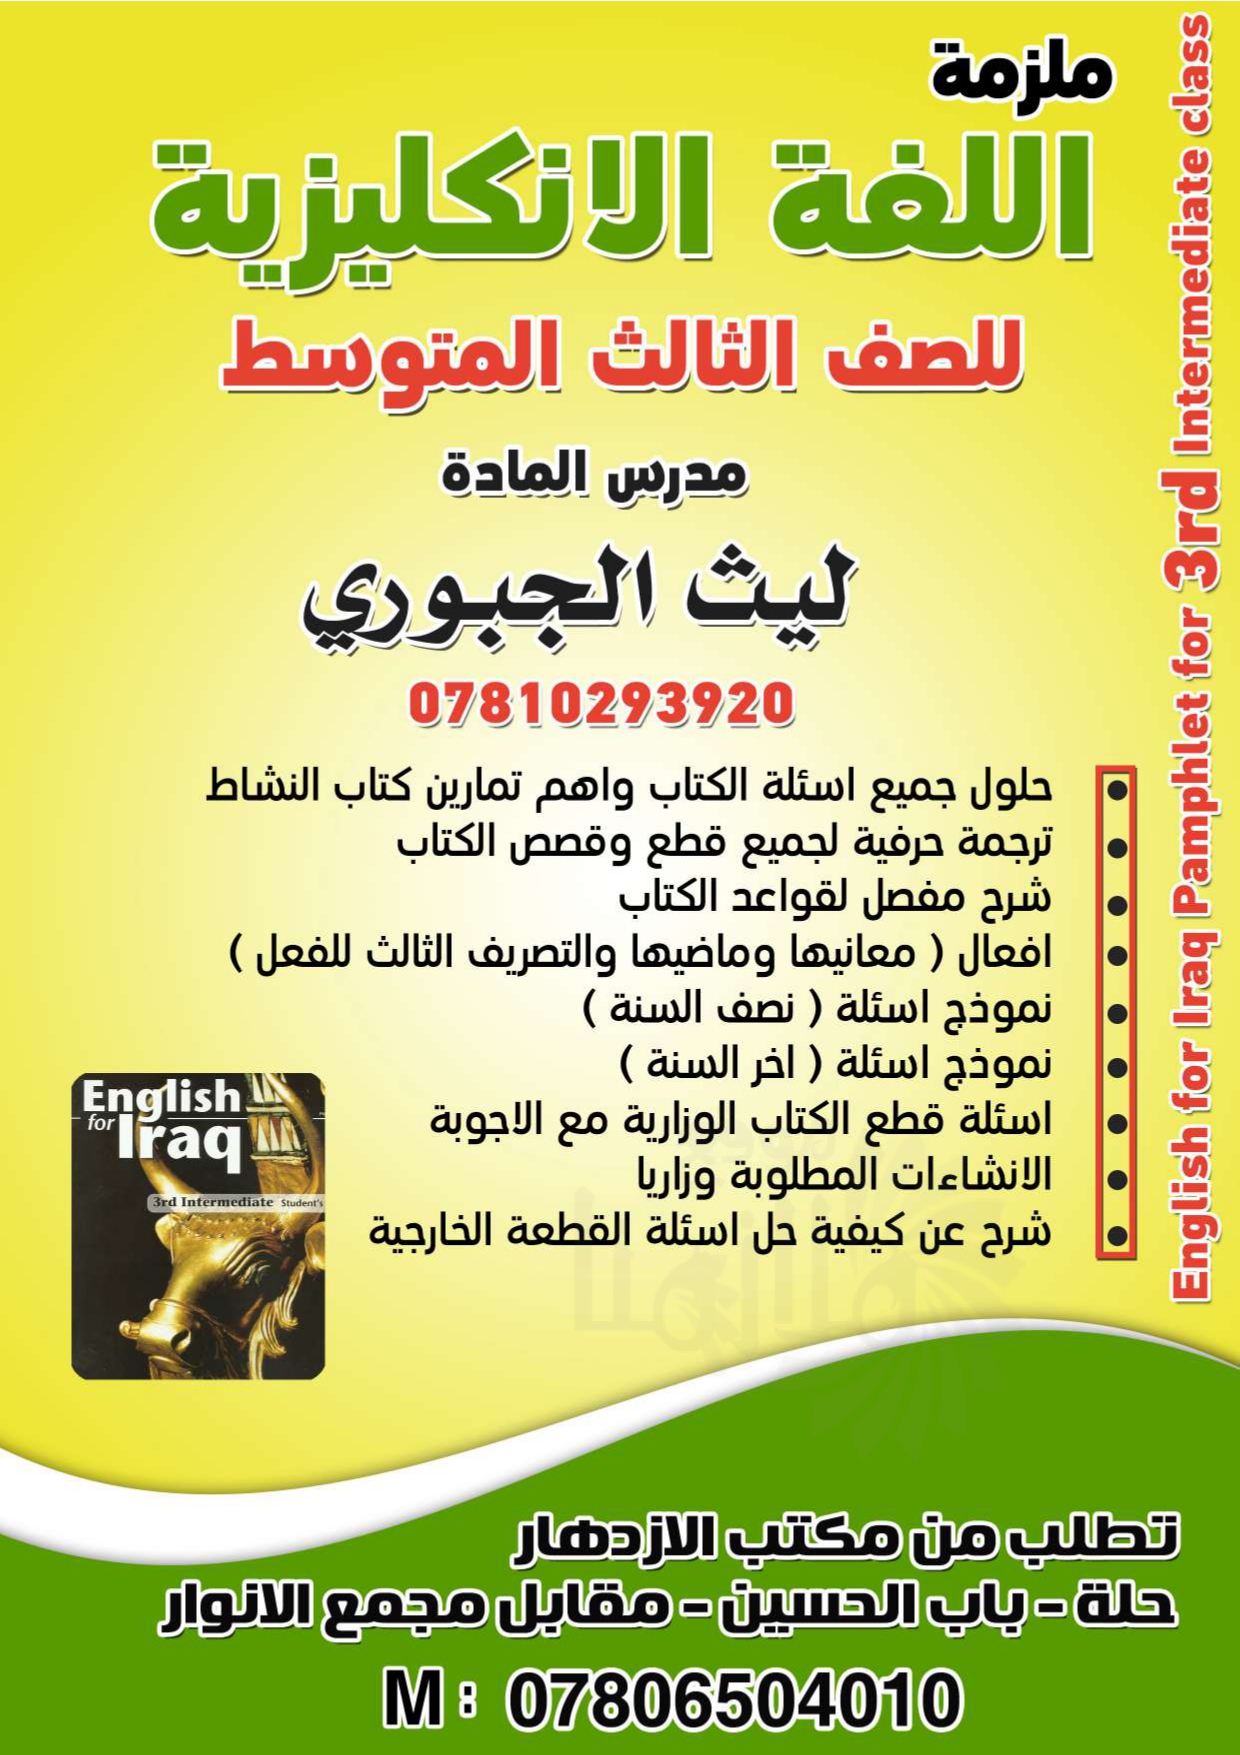 ملزمة
اللغة الانكليزية
للصف الثالث المتوسط
مدرس المادة
ليث الجبوري
07810293920
• حلول جميع اسئلة الكتاب واهم تمارين كتاب النشاط
• ترجمة حرفية لجميع قطع وقصص الكتاب
• شرح مفصل لقواعد الكتاب
• افعال ( معانيها وماضيها والتصريف الثالث للفعل )
• نموذج اسئلة ( نصف السنة )
• نموذج اسئلة ( اخر السنة )
• اسئلة قطع الكتاب الوزارية مع الاجوبة
• الانشاءات المطلوبة وزاريا
• شرح عن كيفية حل اسئلة القطعة الخارجية
English for Iraq Pamphlet for 3rd Intermediate class
English
for Iraq
3rd Intermediate Student's
تطلب من مكتب الازدهار
حلة - باب الحسين - مقابل مجمع الانوار
M : 07806504010